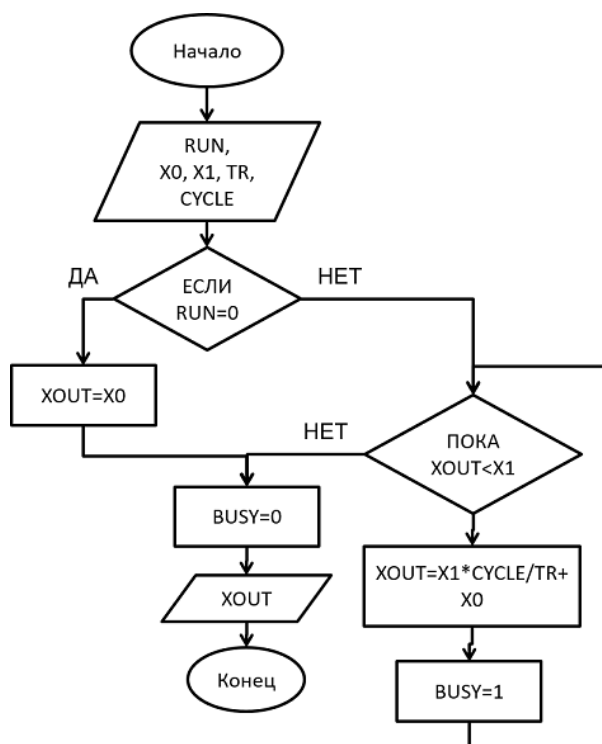 Начало
RUN,
X0, X1, TR,
CYCLE
ДА
ЕСЛИ
RUN=0
НЕТ
XOUT=X0
НЕТ
ПОКА
XOUT<X1
BUSY=0
XOUT=X1*CYCLE/TR+
X0
XOUT
Конец
BUSY=1